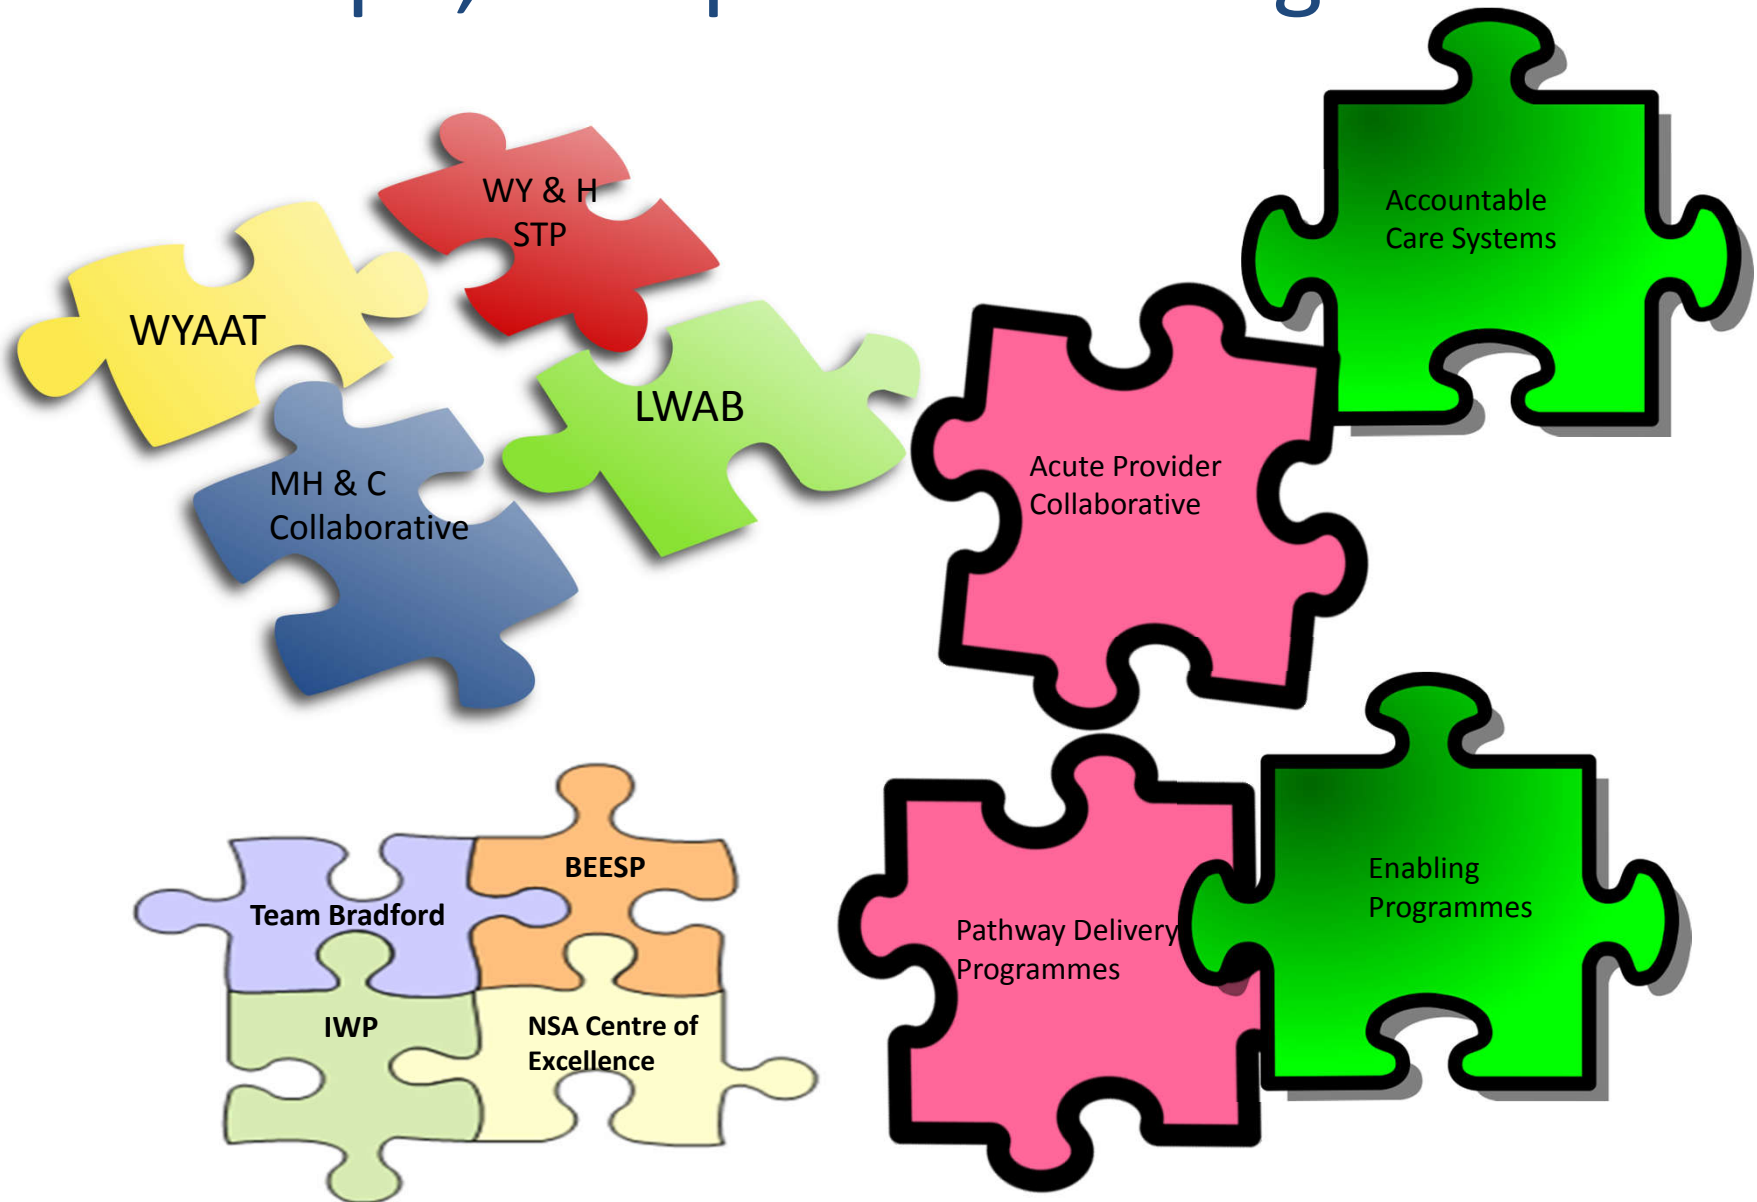 WY & H
STP
WYAAT
LWAB
MH & C
Collaborative
Accountable
Care Systems
Acute Provider
Collaborative
BEESP
Team Bradford
IWP
NSA Centre of
Excellence
Pathway Delivery
Programmes
Enabling
Programmes